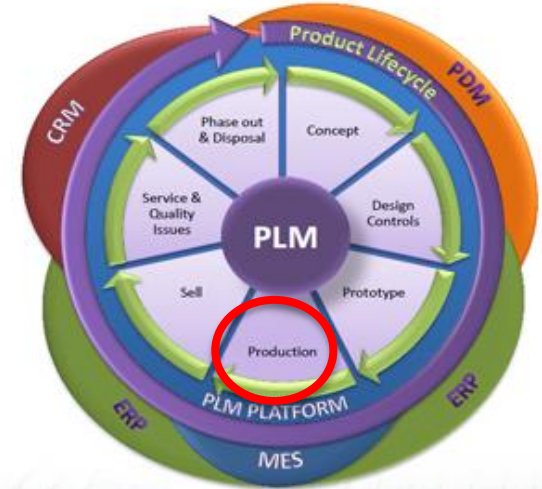 Product Lifecycle
PDM
CRM
Phase out
& Disposal
Concept
Service &
Quality
Issues
PLM
Design
Controls
Sell
Prototype
Production
PLM PLATFORM
ERP
ERP
MES